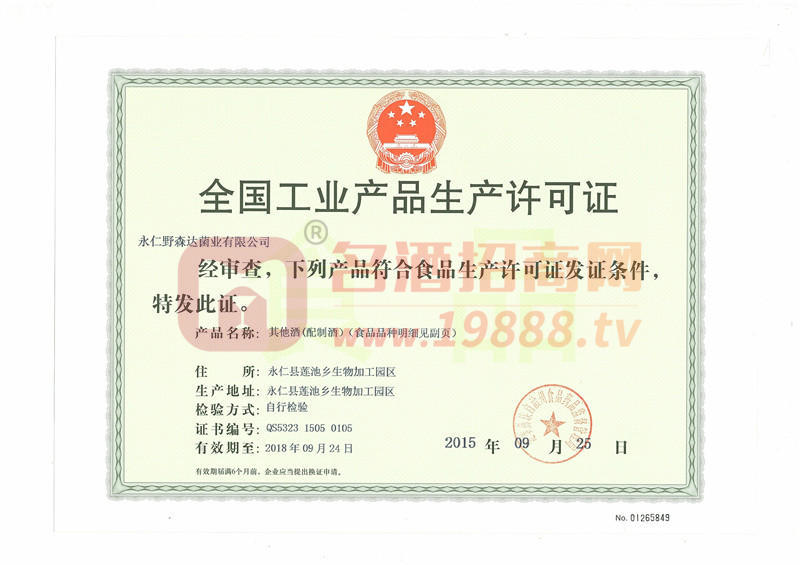 全国工业产品生产许可证
永仁野森达菌业有限公司
®
名酒招商网
经审查，下列产品符合食品生产许可证发证条件，
特发此证。
www.19888.tv
产品名称：其他酒(配制酒)（食品品种明细见副页）
住 所：永仁县莲池乡生物加工园区
生产地址：永仁县莲池乡生物加工园区
检验方式：自行检验
证书编号：QS5323 1505 0105
有效期至：2018年09月24日
2015 年 09 月 25 日
有效期届满6个月前，企业应当提出换证申请。
No. 01265849